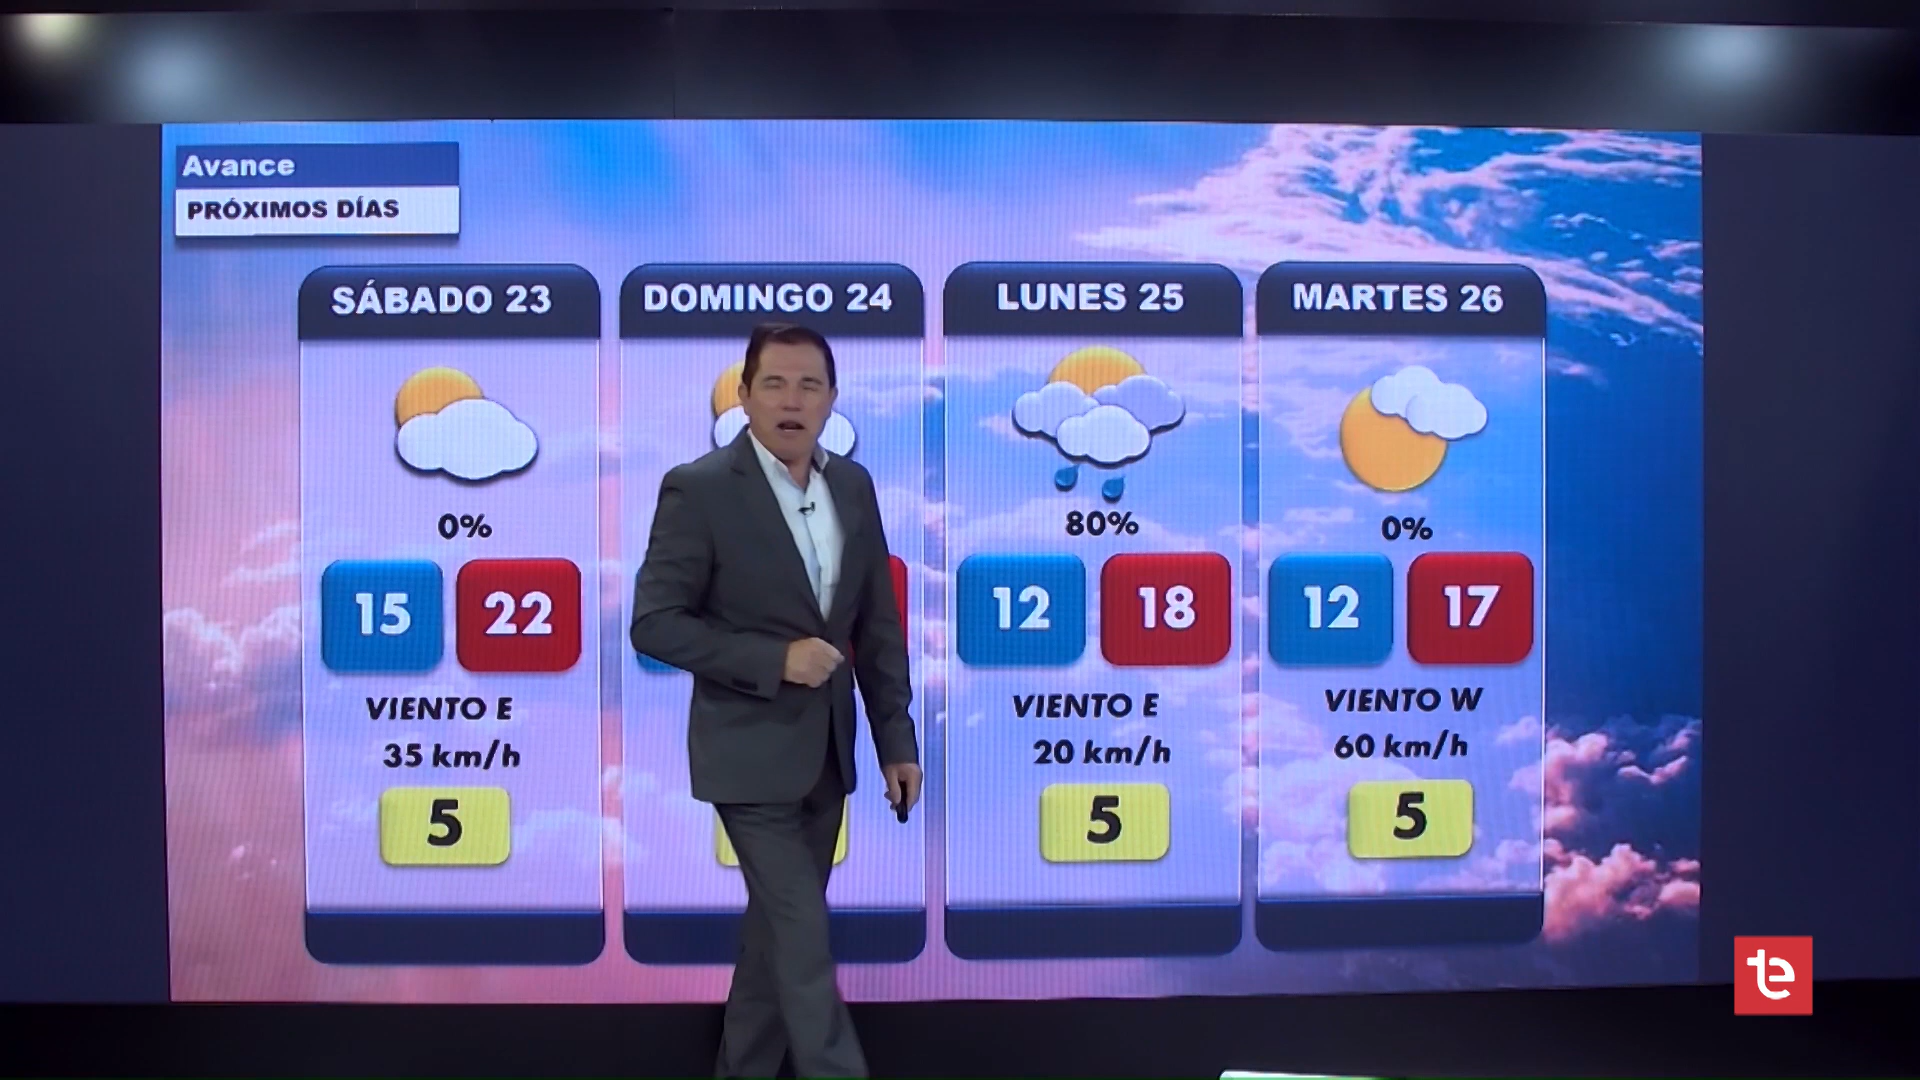 Avance
PRÓXIMOS DÍAS
SÁBADO 23
0%
15 22
VIENTO E
35 km/h
5
DOMINGO 24
LUNES 25
80%
12 18
VIENTO E
20 km/h
5
MARTES 26
0%
12 17
VIENTO W
60 km/h
5
te